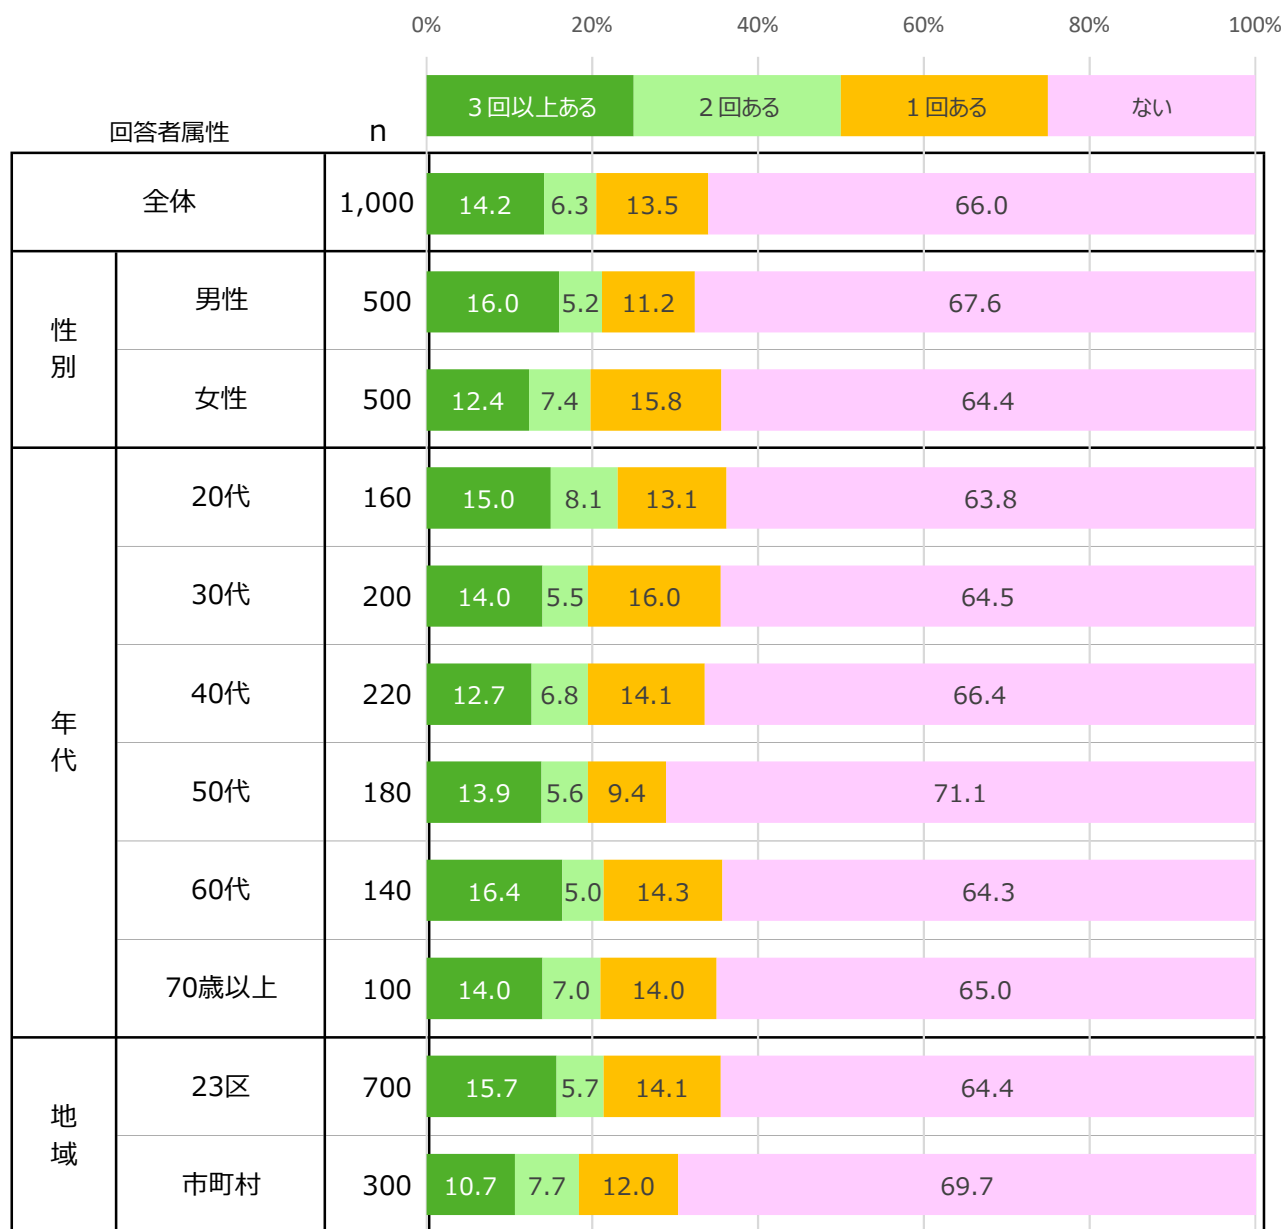 0% 20% 40% 60% 80% 100%
3回以上ある 2回ある 1回ある ない
回答者属性 n
全体 1,000 14.2 6.3 13.5 66.0
性別
男性 500 16.0 5.2 11.2 67.6
女性 500 12.4 7.4 15.8 64.4
年代
20代 160 15.0 8.1 13.1 63.8
30代 200 14.0 5.5 16.0 64.5
40代 220 12.7 6.8 14.1 66.4
50代 180 13.9 5.6 9.4 71.1
60代 140 16.4 5.0 14.3 64.3
70歳以上 100 14.0 7.0 14.0 65.0
地域
23区 700 15.7 5.7 14.1 64.4
市町村 300 10.7 7.7 12.0 69.7